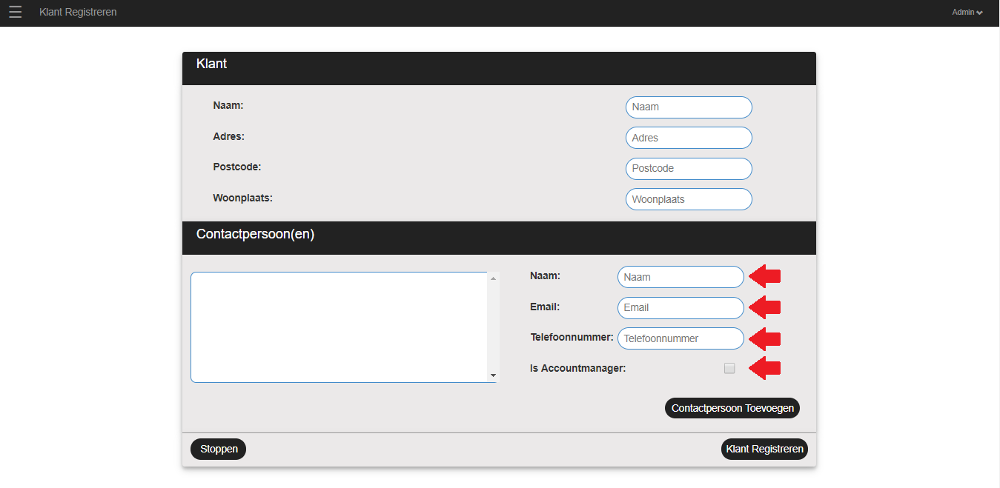 Klant Registreren
Admin
Klant
Naam: Naam
Adres: Adres
Postcode: Postcode
Woonplaats: Woonplaats
Contactpersoon(en)
Naam: Naam
Email: Email
Telefoonnummer: Telefoonnummer
Is Accountmanager:
Contactpersoon Toevoegen
Stoppen
Klant Registreren